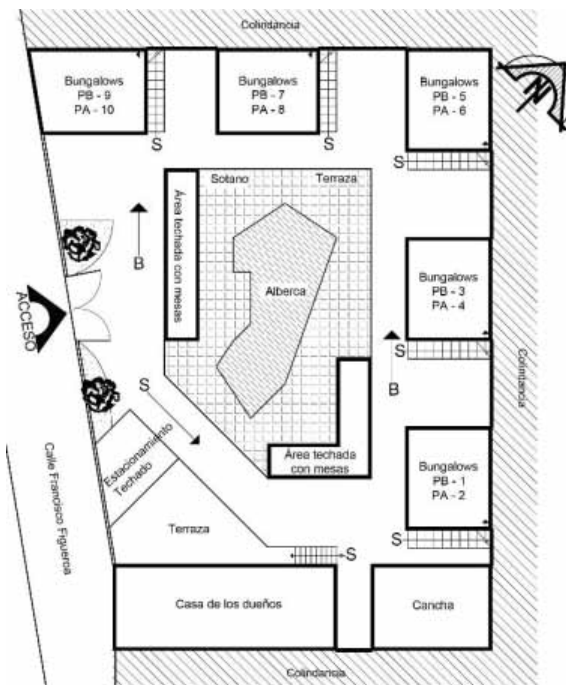 Colindancia
Bungalows
PB - 9
PA - 10
Bungalows
PB - 7
PA - 8
Bungalows
PB - 5
PA - 6
N
S
S
S
Sotano
Terraza
Área techada con mesas
B
Alberca
Bungalows
PB - 3
PA - 4
ACCESO
S
B
Colindancia
S
Área techada
con mesas
Estacionamiento
Techado
Bungalows
PB - 1
PA - 2
Calle Francisco Figueroa
Terraza
S
S
Casa de los dueños
Cancha
Colindancia